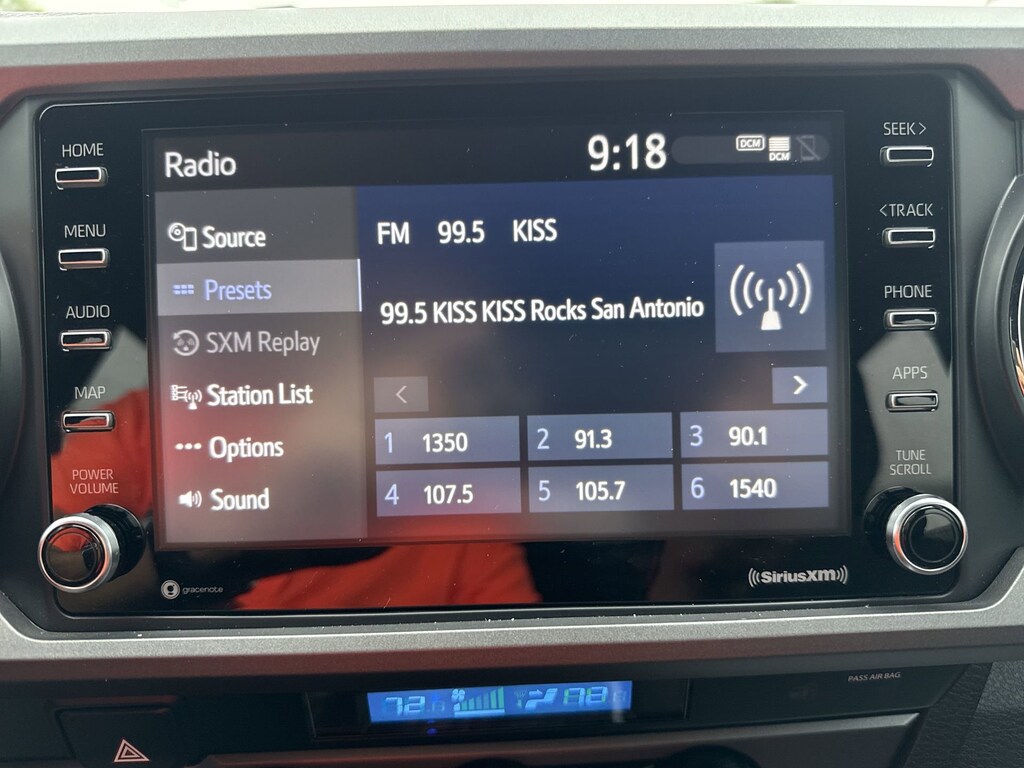 HOME
MENU
AUDIO
MAP
POWER
VOLUME
Radio
9:18
DCM
DCM
Source
Presets
SXM Replay
Station List
Options
Sound
FM 99.5 KISS
99.5 KISS KISS Rocks San Antonio
<
>
1 1350
2 91.3
3 90.1
4 107.5
5 105.7
6 1540
SEEK >
< TRACK
PHONE
APPS
TUNE
SCROLL
gracenote
SiriusXM
PASS AIR BAG